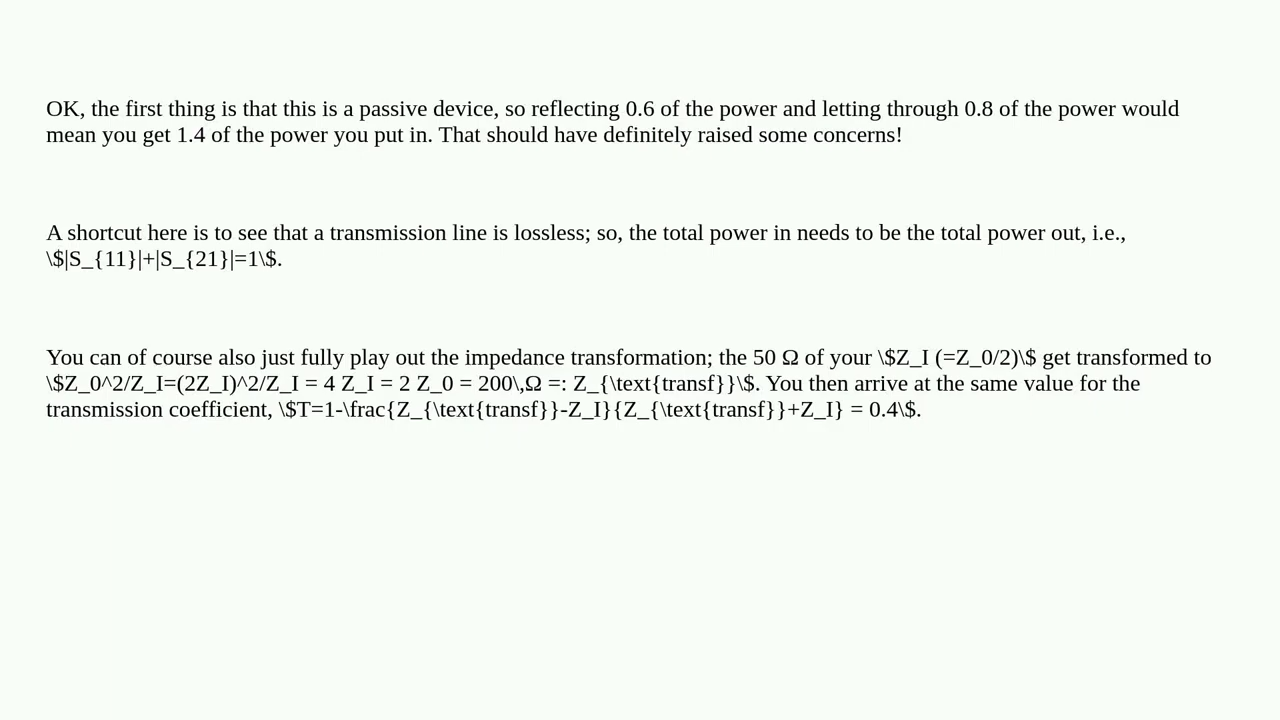 OK, the first thing is that this is a passive device, so reflecting 0.6 of the power and letting through 0.8 of the power would
mean you get 1.4 of the power you put in. That should have definitely raised some concerns!
A shortcut here is to see that a transmission line is lossless; so, the total power in needs to be the total power out, i.e.,
\$|S_{11}|+|S_{21}|=1\$.
You can of course also just fully play out the impedance transformation; the 50 Ω of your \$Z_I (=Z_0/2)\$ get transformed to
\$Z_0^2/Z_I=(2Z_I)^2/Z_I = 4 Z_I = 2 Z_0 = 200\,Ω =: Z_{\text{transf}}\$. You then arrive at the same value for the
transmission coefficient, \$T=1-\frac{Z_{\text{transf}}-Z_I}{Z_{\text{transf}}+Z_I} = 0.4\$.